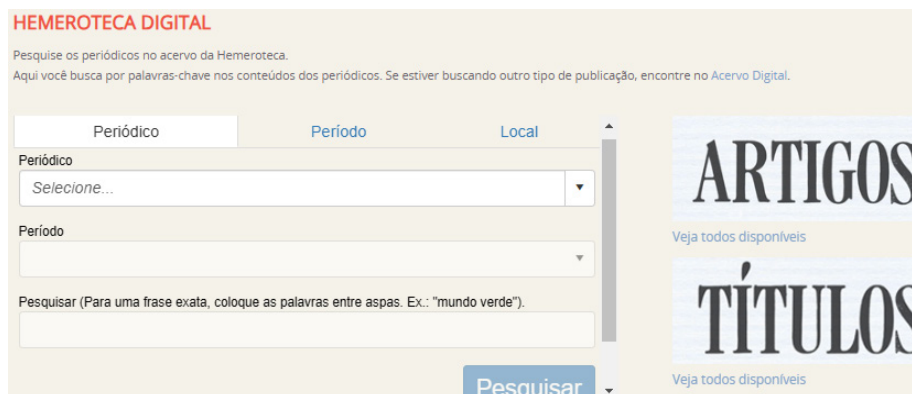 HEMEROTECA DIGITAL
Pesquise os periódicos no acervo da Hemeroteca.
Aqui você busca por palavras-chave nos conteúdos dos periódicos. Se estiver buscando outro tipo de publicação, encontre no Acervo Digital.
Periódico Período Local
Periódico
Selecione...
Período
Pesquisar (Para uma frase exata, coloque as palavras entre aspas. Ex.: "mundo verde").
Pesquisar
ARTIGOS
Veja todos disponíveis
TÍTULOS
Veja todos disponíveis